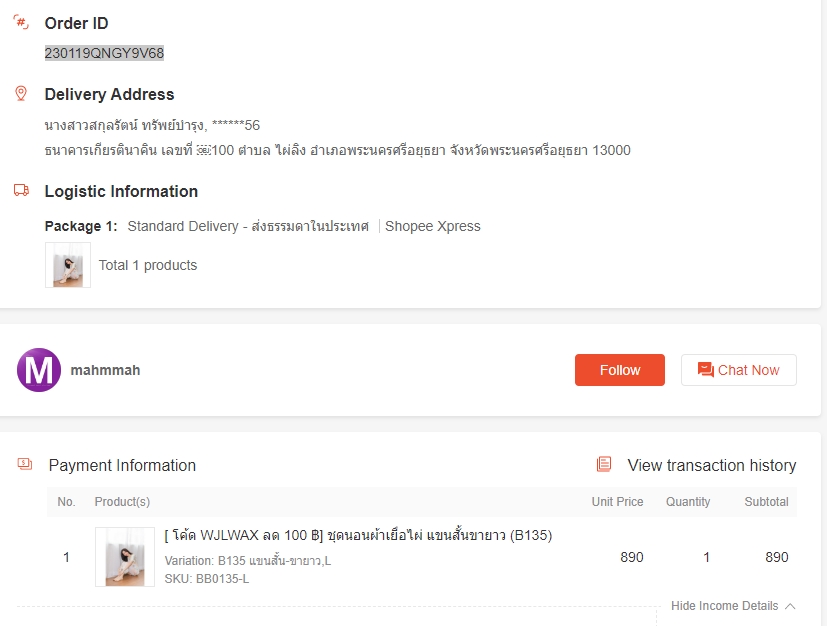 Order ID
230119QNGY9V68
Delivery Address
นางสาวสกุลรัตน์ ทรัพย์บำรุง, ******56
ธนาคารเกียรตินาคิน เลขที่ ￼100 ตำบล ไผ่ลิง อำเภอพระนครศรีอยุธยา จังหวัดพระนครศรีอยุธยา 13000
Logistic Information
Package 1: Standard Delivery - ส่งธรรมดาในประเทศ | Shopee Xpress
Total 1 products
M mahmmah
Follow Chat Now
Payment Information View transaction history
No. Product(s) Unit Price Quantity Subtotal
1 [ โค้ด WJLWAX ลด 100 ฿] ชุดนอนผ้าเยื่อไผ่ แขนสั้นขายาว (B135) 890 1 890
Variation: B135 แขนสั้น-ขายาว,L
SKU: BB0135-L
Hide Income Details